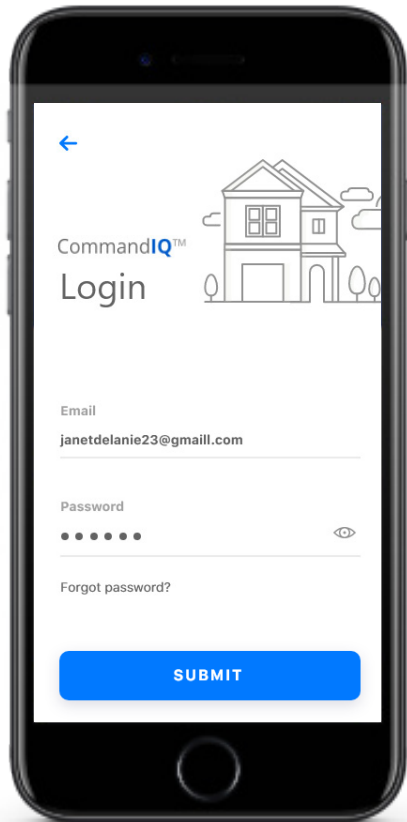 CommandIQ™
Login
Email
janetdelanie23@gmaill.com
Password
Forgot password?
SUBMIT